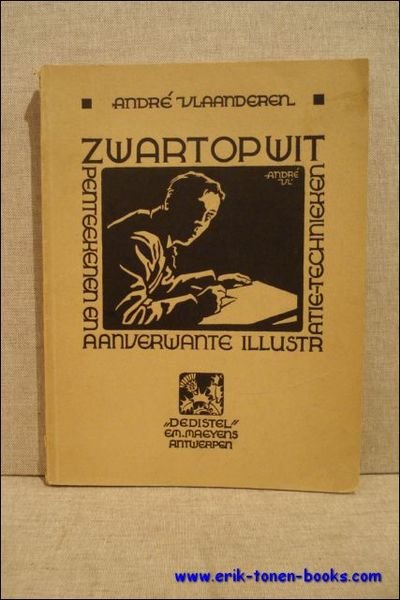 ANDRÉ VLAANDEREN
ZWART OP WIT
PENTEEKENEN EN
AANVERWANTE ILLUSTR
ATIE-TECHNIEKEN
ANDRÉ
VL
„DE DISTEL”
EM. MAEYENS
ANTWERPEN
www.erik-tonen-books.com